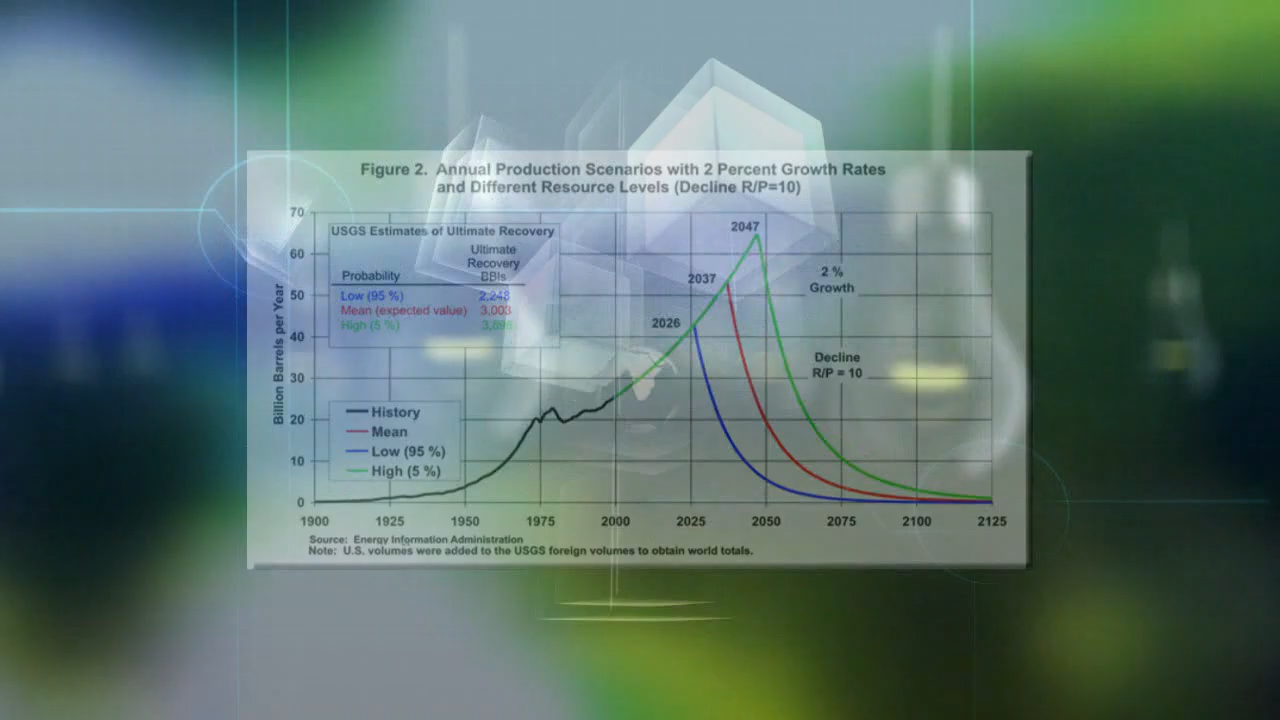 Figure 2. Annual Production Scenarios with 2 Percent Growth Rates
and Different Resource Levels (Decline R/P=10)
USGS Estimates of Ultimate Recovery
Ultimate
Recovery
Probability BBls
Low (95 %) 2,248
Mean (expected value) 3,003
High (5 %) 3,896
Billion Barrels per Year
70
60
50
40
30
20
10
0
2047
2037
2026
2 %
Growth
Decline
R/P = 10
History
Mean
Low (95 %)
High (5 %)
1900 1925 1950 1975 2000 2025 2050 2075 2100 2125
Source: Energy Information Administration
Note: U.S. volumes were added to the USGS foreign volumes to obtain world totals.